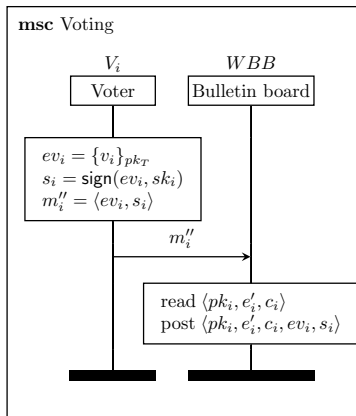 msc Voting
V_i WBB
Voter Bulletin board
ev_i = {v_i}_{pk_T}
s_i = sign(ev_i, sk_i)
m''_i = ⟨ev_i, s_i⟩
m''_i
read ⟨pk_i, e'_i, c_i⟩
post ⟨pk_i, e'_i, c_i, ev_i, s_i⟩